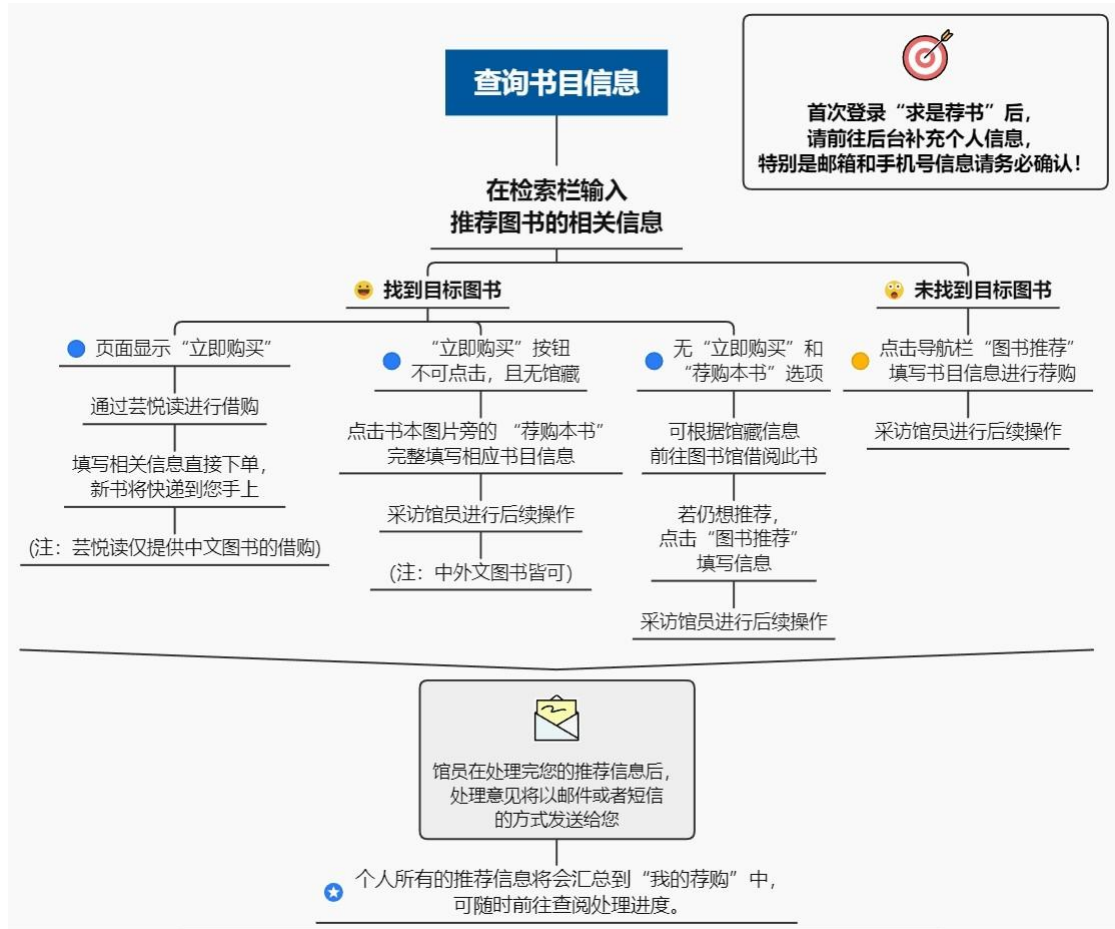 查询书目信息
首次登录“求是荐书”后，
请前往后台补充个人信息，
特别是邮箱和手机号信息请务必确认！
在检索栏输入
推荐图书的相关信息
找到目标图书
未找到目标图书
页面显示“立即购买”
通过芸悦读进行借购
填写相关信息直接下单，
新书将快递到您手上
(注：芸悦读仅提供中文图书的借购)
“立即购买”按钮
不可点击，且无馆藏
点击书本图片旁的 “荐购本书”
完整填写相应书目信息
采访馆员进行后续操作
(注：中外文图书皆可)
无“立即购买”和
“荐购本书”选项
可根据馆藏信息
前往图书馆借阅此书
若仍想推荐，
点击“图书推荐”
填写信息
采访馆员进行后续操作
点击导航栏“图书推荐”
填写书目信息进行荐购
采访馆员进行后续操作
馆员在处理完您的推荐信息后，
处理意见将以邮件或者短信
的方式发送给您
个人所有的推荐信息将会汇总到“我的荐购”中，
可随时前往查阅处理进度。